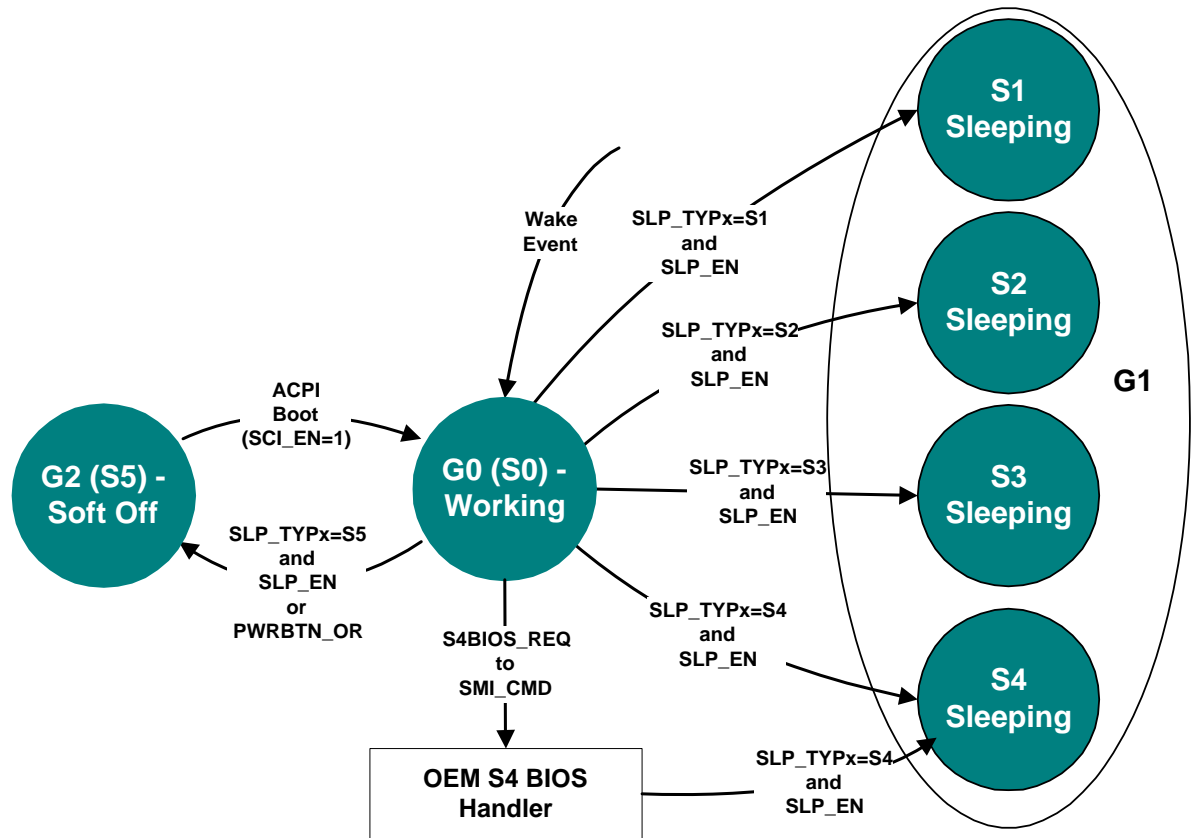 S1
Sleeping
Wake
Event
SLP_TYPx=S1
and
SLP_EN
S2
Sleeping
SLP_TYPx=S2
and
SLP_EN
G1
ACPI
Boot
(SCI_EN=1)
G2 (S5) -
Soft Off
G0 (S0) -
Working
SLP_TYPx=S3
and
SLP_EN
S3
Sleeping
SLP_TYPx=S5
and
SLP_EN
or
PWRBTN_OR
SLP_TYPx=S4
and
SLP_EN
S4BIOS_REQ
to
SMI_CMD
S4
Sleeping
OEM S4 BIOS
Handler
SLP_TYPx=S4
and
SLP_EN